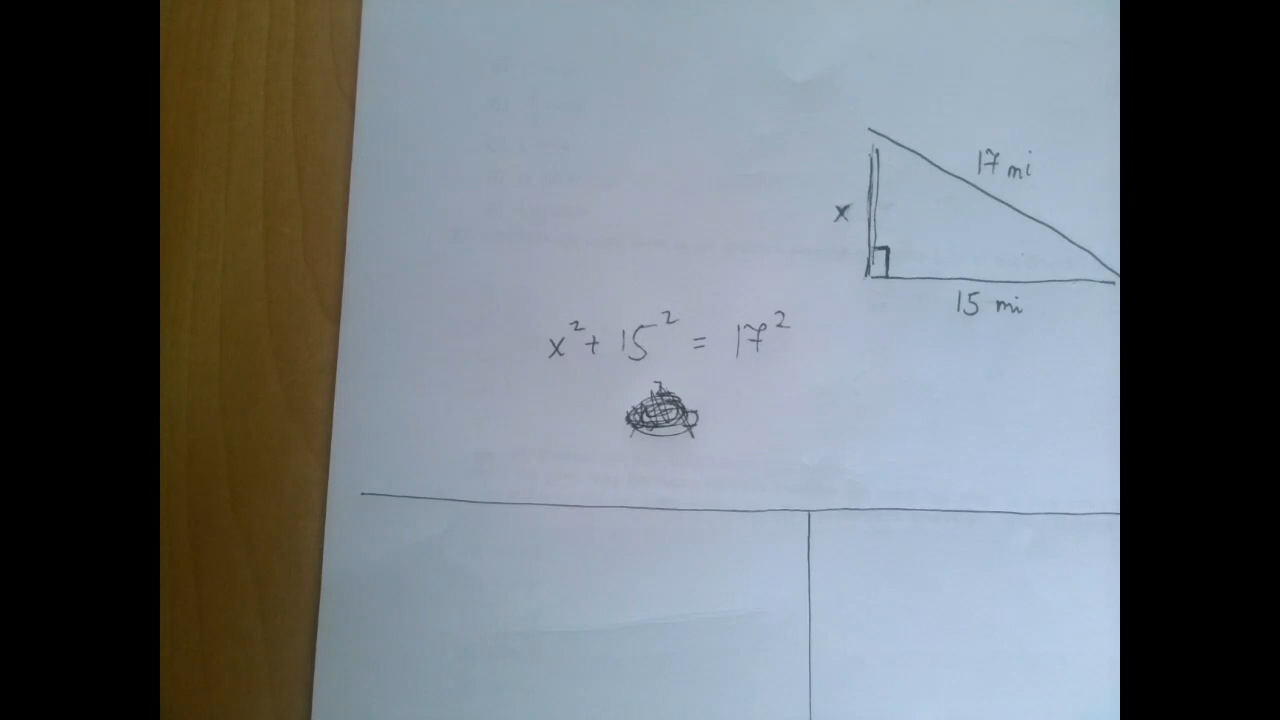 17 mi
x
15 mi
x² + 15² = 17²